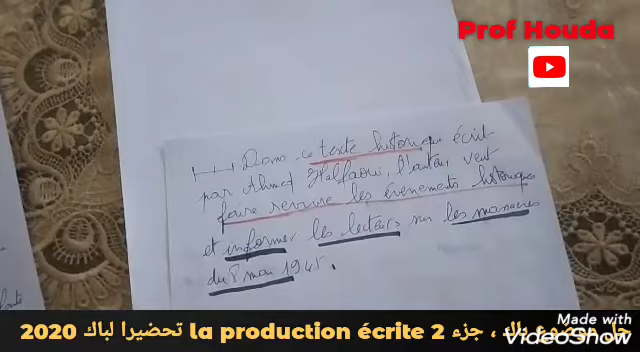 Prof Houda
Dans ce texte historique écrit
par Ahmed Halfaoui, l'auteur veut
faire revivre les événements historiques
et informer les lecteurs sur les massacres
du 8 mai 1945.
Made with
VideoShow
باك ، جزء 2 la production écrite تحضيرا لباك 2020